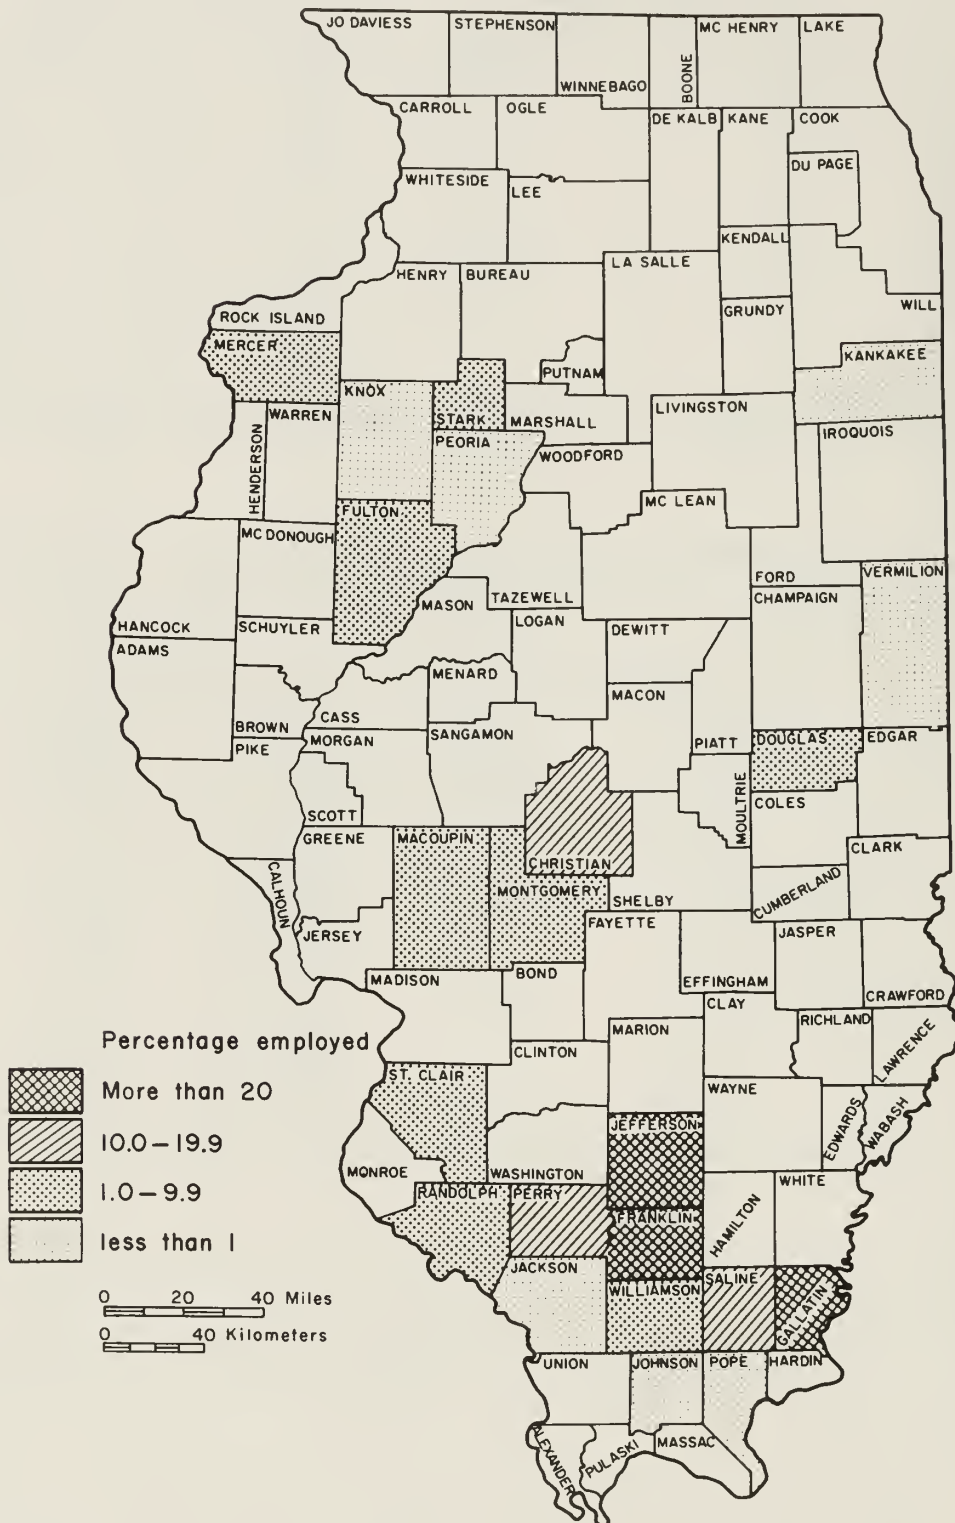 JO DAVIESS
STEPHENSON
WINNEBAGO
BOONE
MC HENRY
LAKE
CARROLL
OGLE
DE KALB
KANE
COOK
DU PAGE
WHITESIDE
LEE
KENDALL
HENRY
BUREAU
LA SALLE
GRUNDY
WILL
ROCK ISLAND
MERCER
PUTNAM
KANKAKEE
HENDERSON
WARREN
KNOX
STARK
MARSHALL
LIVINGSTON
IROQUOIS
PEORIA
WOODFORD
FULTON
MC LEAN
MC DONOUGH
FORD
VERMILION
HANCOCK
SCHUYLER
MASON
TAZEWELL
LOGAN
DEWITT
CHAMPAIGN
ADAMS
MENARD
MACON
BROWN
CASS
PIKE
MORGAN
SANGAMON
PIATT
DOUGLAS
EDGAR
SCOTT
MOULTRIE
COLES
GREENE
MACOUPIN
CHRISTIAN
CLARK
CALHOUN
MONTGOMERY
SHELBY
CUMBERLAND
JERSEY
FAYETTE
JASPER
MADISON
BOND
EFFINGHAM
CRAWFORD
CLAY
RICHLAND
LAWRENCE
CLINTON
MARION
ST. CLAIR
WAYNE
EDWARDS
WABASH
JEFFERSON
MONROE
WASHINGTON
WHITE
RANDOLPH
PERRY
FRANKLIN
HAMILTON
JACKSON
WILLIAMSON
SALINE
GALLATIN
UNION
JOHNSON
POPE
HARDIN
ALEXANDER
PULASKI
MASSAC
Percentage employed
More than 20
10.0–19.9
1.0–9.9
less than 1
0 20 40 Miles
0 40 Kilometers